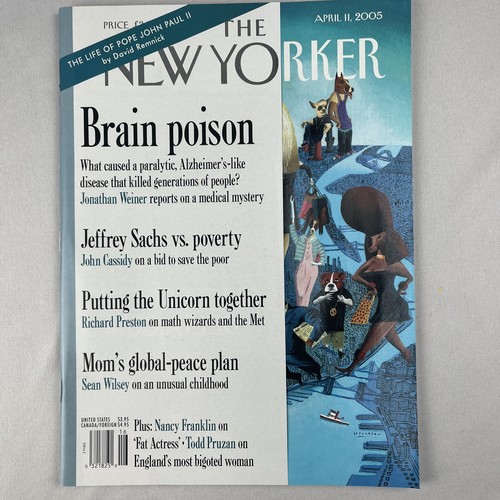 THE LIFE OF POPE JOHN PAUL II
by David Remnick
PRICE
THE
APRIL 11, 2005
NEW YORKER
Brain poison
What caused a paralytic, Alzheimer's-like
disease that killed generations of people?
Jonathan Weiner reports on a medical mystery
Jeffrey Sachs vs. poverty
John Cassidy on a bid to save the poor
Putting the Unicorn together
Richard Preston on math wizards and the Met
Mom's global-peace plan
Sean Wilsey on an unusual childhood
UNITED STATES $3.95
CANADA/FOREIGN $4.95
16
Plus: Nancy Franklin on
'Fat Actress' • Todd Pruzan on
England's most bigoted woman